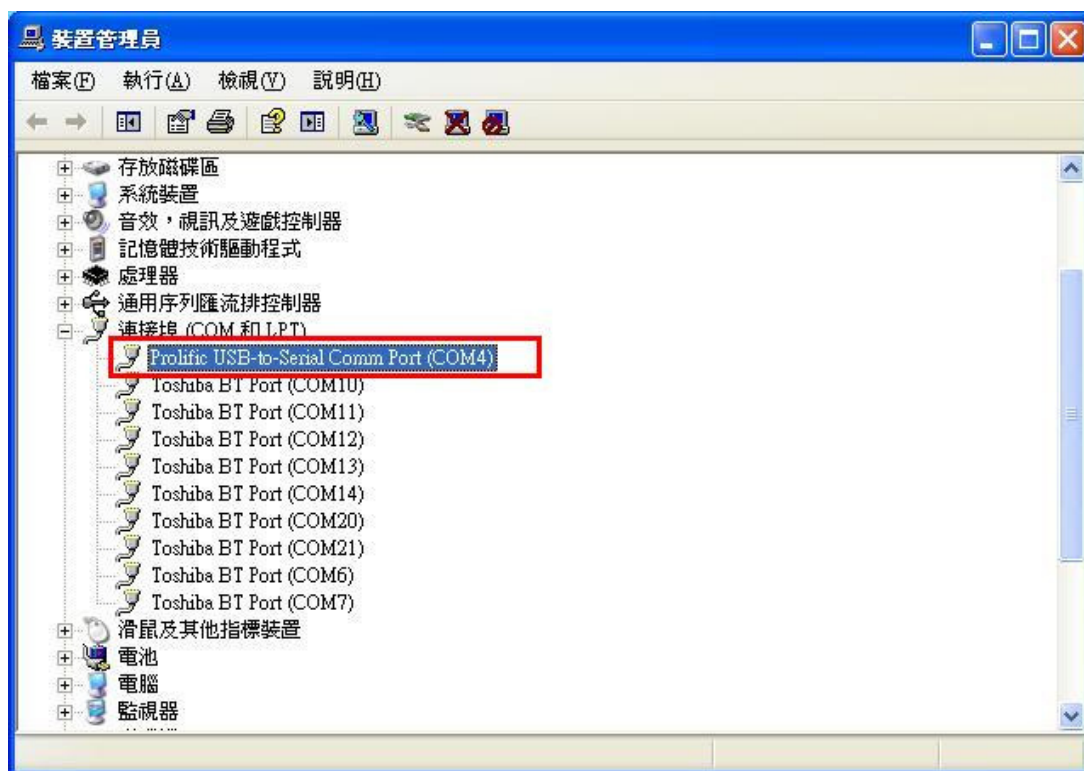 裝置管理員
檔案(F) 執行(A) 檢視(V) 說明(H)
存放磁碟區
系統裝置
音效，視訊及遊戲控制器
記憶體技術驅動程式
處理器
通用序列匯流排控制器
連接埠 (COM 和 LPT)
Prolific USB-to-Serial Comm Port (COM4)
Toshiba BT Port (COM10)
Toshiba BT Port (COM11)
Toshiba BT Port (COM12)
Toshiba BT Port (COM13)
Toshiba BT Port (COM14)
Toshiba BT Port (COM20)
Toshiba BT Port (COM21)
Toshiba BT Port (COM6)
Toshiba BT Port (COM7)
滑鼠及其他指標裝置
電池
電腦
監視器